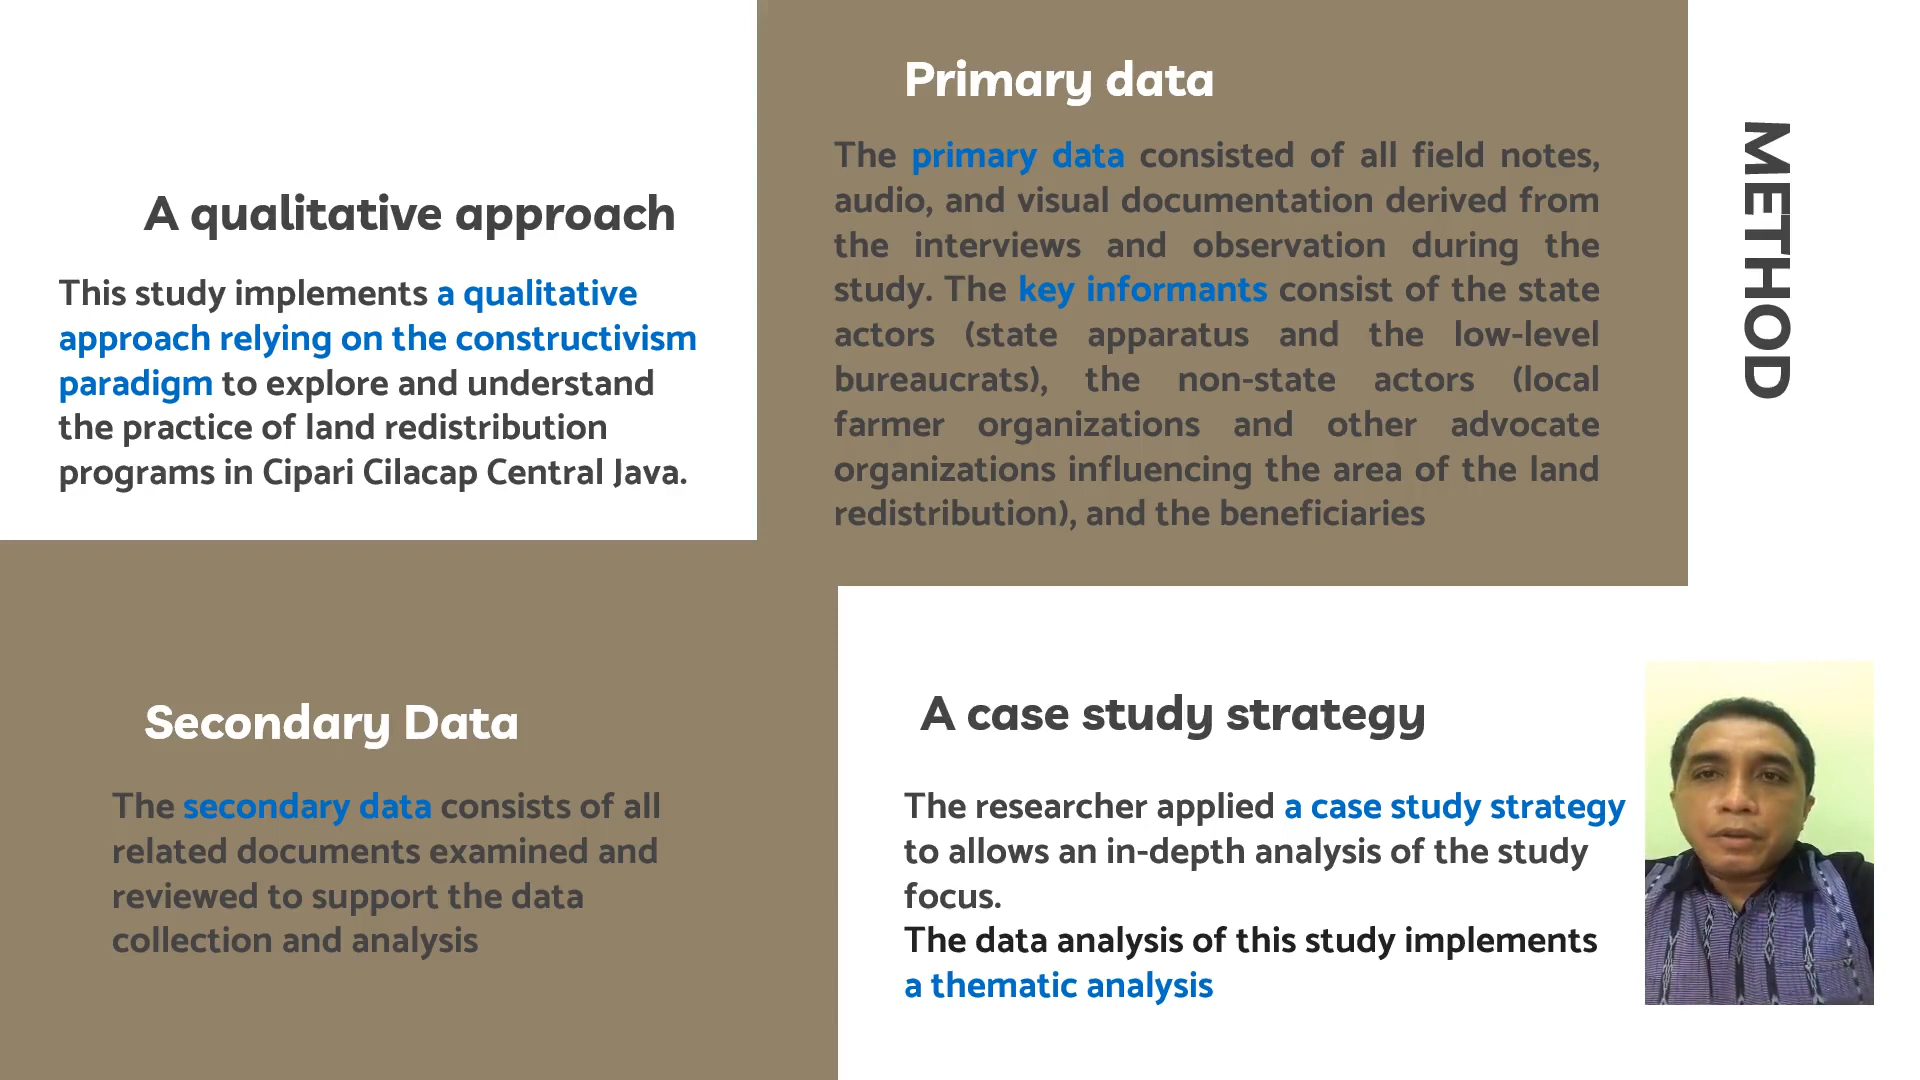 METHOD
A qualitative approach
This study implements a qualitative
approach relying on the constructivism
paradigm to explore and understand
the practice of land redistribution
programs in Cipari Cilacap Central Java.
Primary data
The primary data consisted of all field notes,
audio, and visual documentation derived from
the interviews and observation during the
study. The key informants consist of the state
actors (state apparatus and the low-level
bureaucrats), the non-state actors (local
farmer organizations and other advocate
organizations influencing the area of the land
redistribution), and the beneficiaries
Secondary Data
The secondary data consists of all
related documents examined and
reviewed to support the data
collection and analysis
A case study strategy
The researcher applied a case study strategy
to allows an in-depth analysis of the study
focus.
The data analysis of this study implements
a thematic analysis